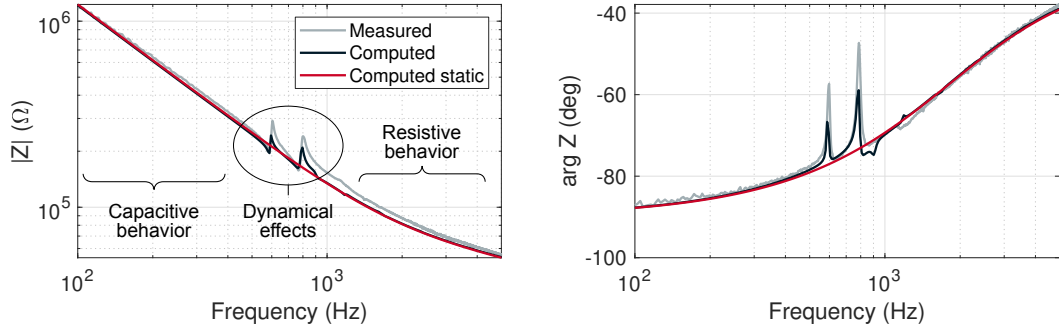 10^6
10^5
|Z| (Ω)
Measured
Computed
Computed static
Capacitive
behavior
Dynamical
effects
Resistive
behavior
10^2
10^3
Frequency (Hz)
-40
-60
-80
-100
arg Z (deg)
10^2
10^3
Frequency (Hz)